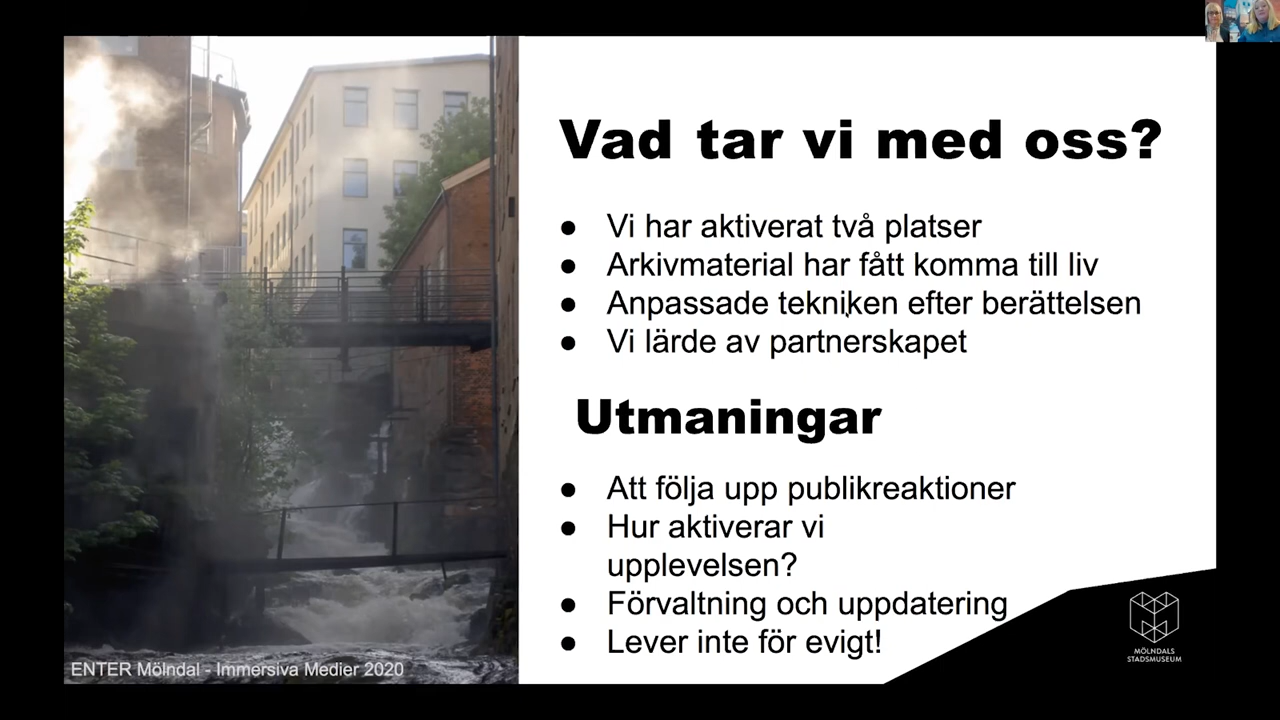 Vad tar vi med oss?
● Vi har aktiverat två platser
● Arkivmaterial har fått komma till liv
● Anpassade tekniken efter berättelsen
● Vi lärde av partnerskapet
Utmaningar
● Att följa upp publikreaktioner
● Hur aktiverar vi
upplevelsen?
● Förvaltning och uppdatering
● Lever inte för evigt!
ENTER Mölndal - Immersiva Medier 2020
MÖLNDALS
STADSMUSEUM